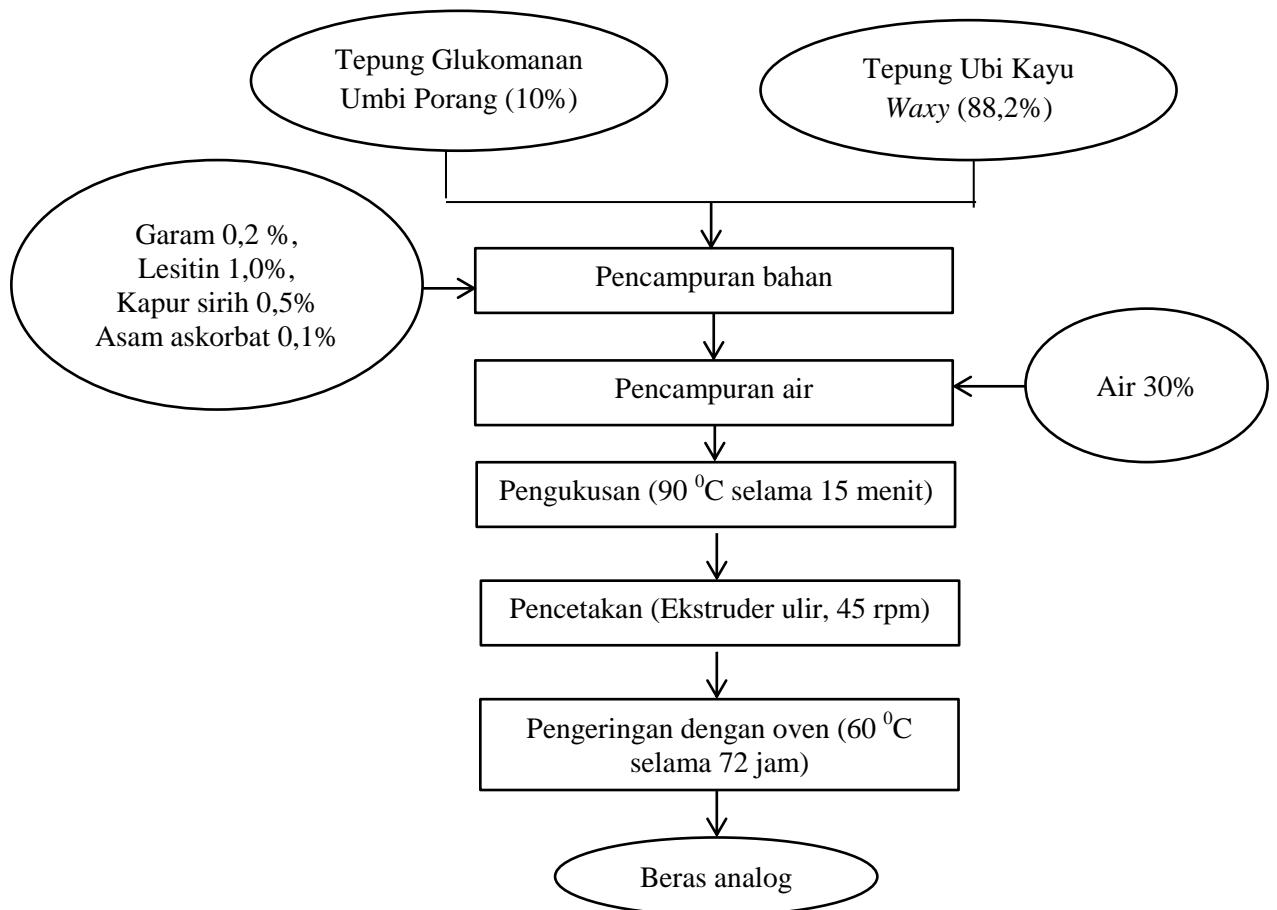 Tepung Glukomanan
Umbi Porang (10%)
Tepung Ubi Kayu
Waxy (88,2%)
Garam 0,2 %,
Lesitin 1,0%,
Kapur sirih 0,5%
Asam askorbat 0,1%
Pencampuran bahan
Pencampuran air
Air 30%
Pengukusan (90 ⁰C selama 15 menit)
Pencetakan (Ekstruder ulir, 45 rpm)
Pengeringan dengan oven (60 ⁰C
selama 72 jam)
Beras analog